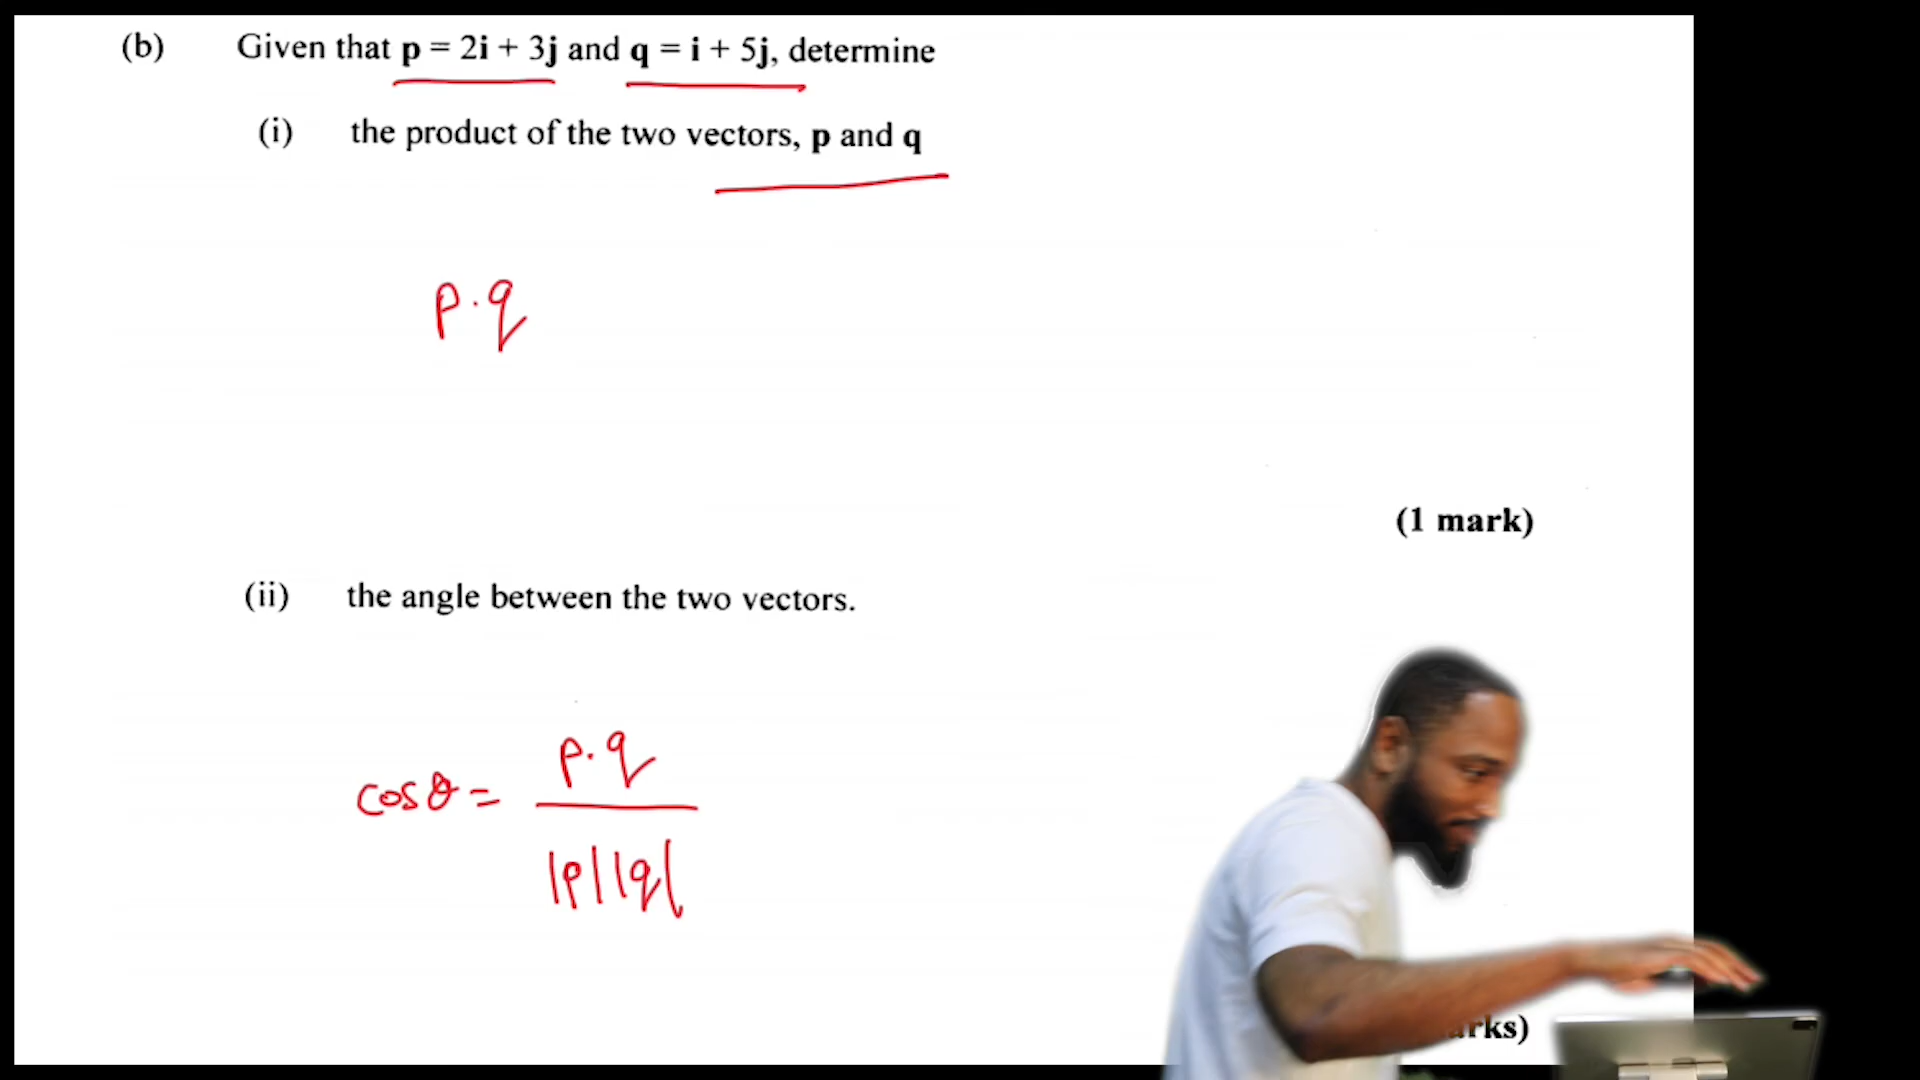 (b) Given that p = 2i + 3j and q = i + 5j, determine
(i) the product of the two vectors, p and q
p.q
(1 mark)
(ii) the angle between the two vectors.
cosθ = p.q
|p||q|